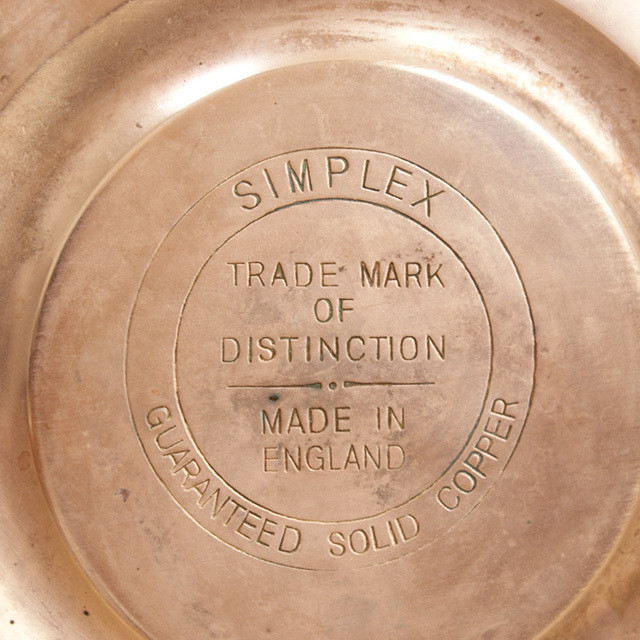 SIMPLEX
TRADE MARK
OF
DISTINCTION
MADE IN
ENGLAND
GUARANTEED SOLID COPPER